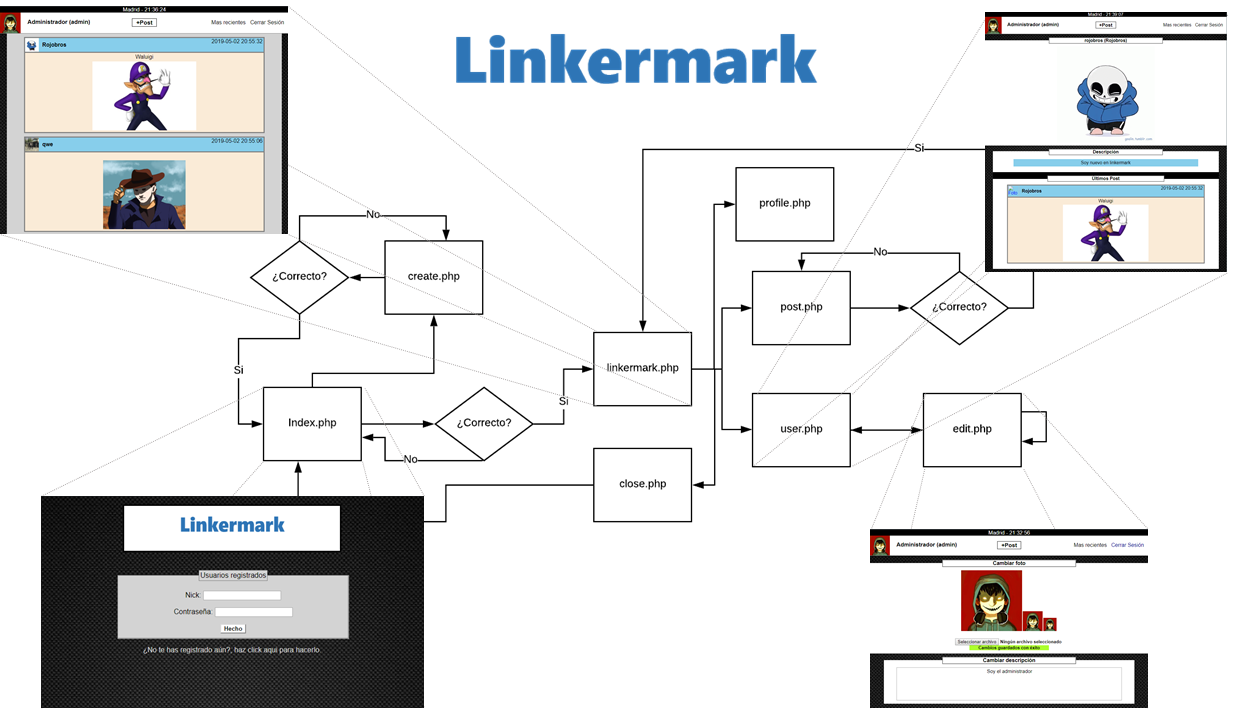 Linkermark
Madrid - 21:36:24
Administrador (admin)
+Post
Mas recientes
Cerrar Sesión
Rojobros
2019-05-02 20:55:32
Waluigi
qwe
2019-05-02 20:55:06
Madrid - 21:39:07
Administrador (admin)
+Post
Mas recientes
Cerrar Sesión
rojobros (Rojobros)
Descripción
Soy nuevo en linkermark
Últimos Post
Rojobros
2019-05-02 20:55:32
Waluigi
Si
profile.php
No
create.php
¿Correcto?
No
post.php
¿Correcto?
Si
linkermark.php
Si
Index.php
¿Correcto?
No
user.php
edit.php
close.php
Linkermark
Usuarios registrados
Nick:
Contraseña:
Hecho
¿No te has registrado aún?, haz click aqui para hacerlo.
Madrid - 21:32:56
Administrador (admin)
+Post
Mas recientes
Cerrar Sesión
Cambiar foto
Seleccionar archivo
Ningún archivo seleccionado
Cambios guardados con éxito
Cambiar descripción
Soy el administrador